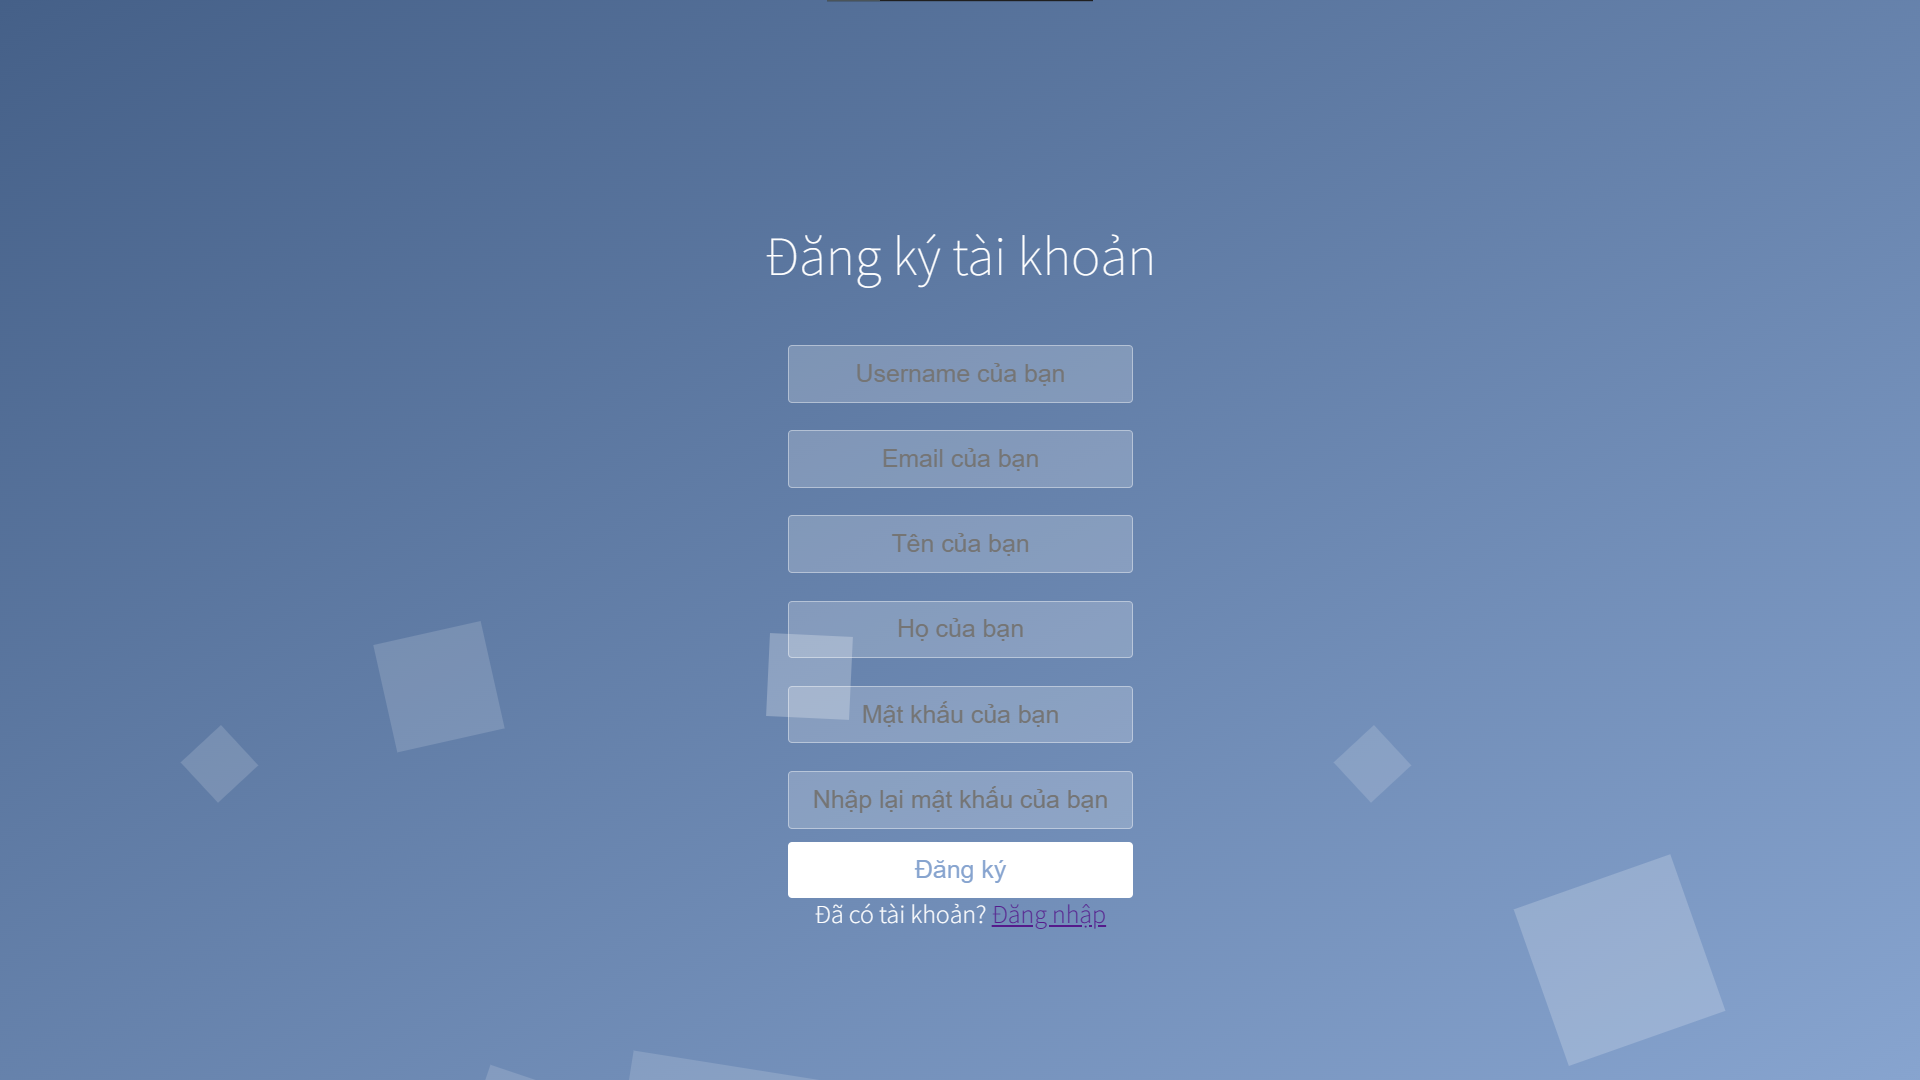 Đăng ký tài khoản
Username của bạn
Email của bạn
Tên của bạn
Họ của bạn
Mật khẩu của bạn
Nhập lại mật khẩu của bạn
Đăng ký
Đã có tài khoản? Đăng nhập